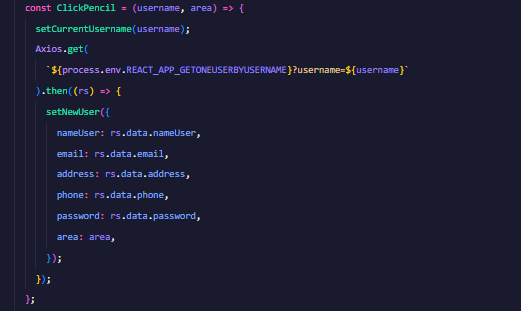 const ClickPencil = (username, area) => {
setCurrentUsername(username);
Axios.get(
`${process.env.REACT_APP_GETONEUSERBYUSERNAME}?username=${username}`
).then((rs) => {
setNewUser({
nameUser: rs.data.nameUser,
email: rs.data.email,
address: rs.data.address,
phone: rs.data.phone,
password: rs.data.password,
area: area,
});
});
};